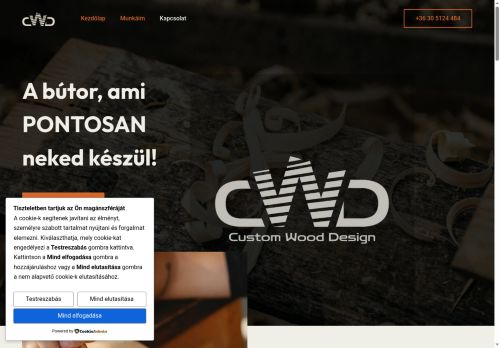 CWD
Kezdőlap
Munkáim
Kapcsolat
+36 30 5124 484
A bútor, ami
PONTOSAN
neked készül!
CWD
Custom Wood Design
Tiszteletben tartjuk az Ön magánszféráját
A cookie-k segítenek javítani az élményt,
személyre szabott tartalmat nyújtani és forgalmat
elemezni. Kiválaszthatja, mely cookie-kat
engedélyezi a Testreszabás gombra kattintva.
Kattintson a Mind elfogadása gombra a
hozzájáruláshoz vagy a Mind elutasítása gombra
a nem alapvető cookie-k elutasításához.
Testreszabás
Mind elutasítása
Mind elfogadása
Powered by CookieAdmin